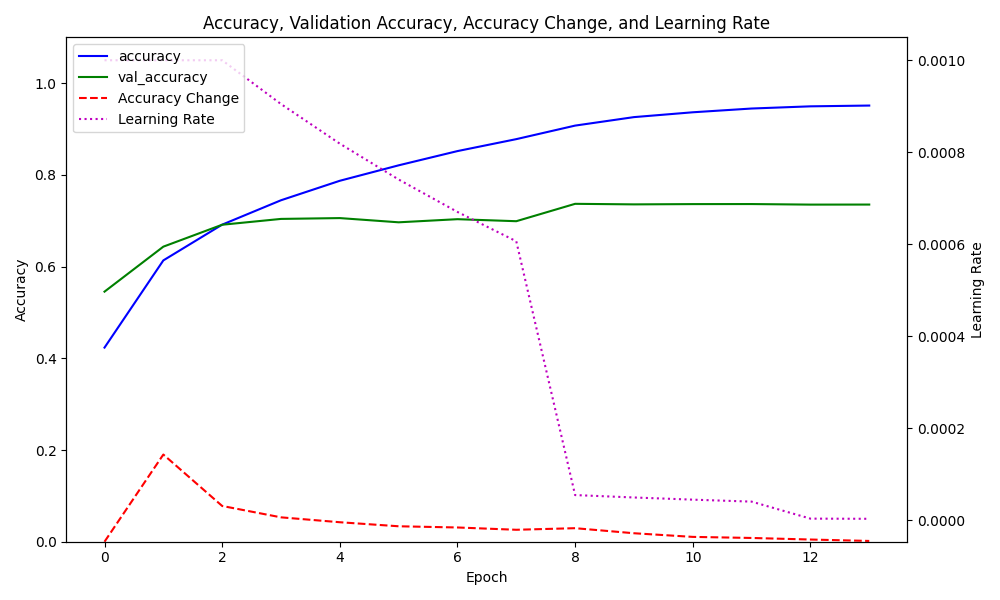 Accuracy, Validation Accuracy, Accuracy Change, and Learning Rate
accuracy
val_accuracy
Accuracy Change
Learning Rate
1.0
0.8
0.6
0.4
0.2
0.0
Accuracy
0.0010
0.0008
0.0006
0.0004
0.0002
0.0000
Learning Rate
0 2 4 6 8 10 12
Epoch